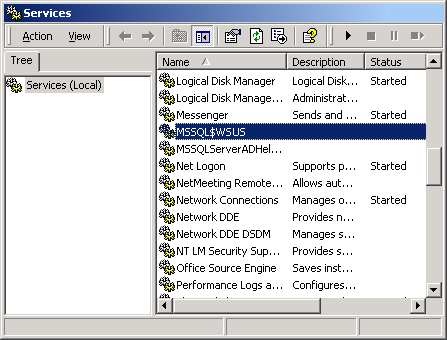 Services
Action View
Tree
Services (Local)
Name Description Status
Logical Disk Manager Logical Disk... Started
Logical Disk Manage... Administrat...
Messenger Sends and ... Started
MSSQL$WSUS
MSSQLServerADHel...
Net Logon Supports p... Started
NetMeeting Remote... Allows aut...
Network Connections Manages o... Started
Network DDE Provides n...
Network DDE DSDM Manages s...
NT LM Security Sup... Provides s...
Office Source Engine Saves inst...
Performance Logs a... Configures...